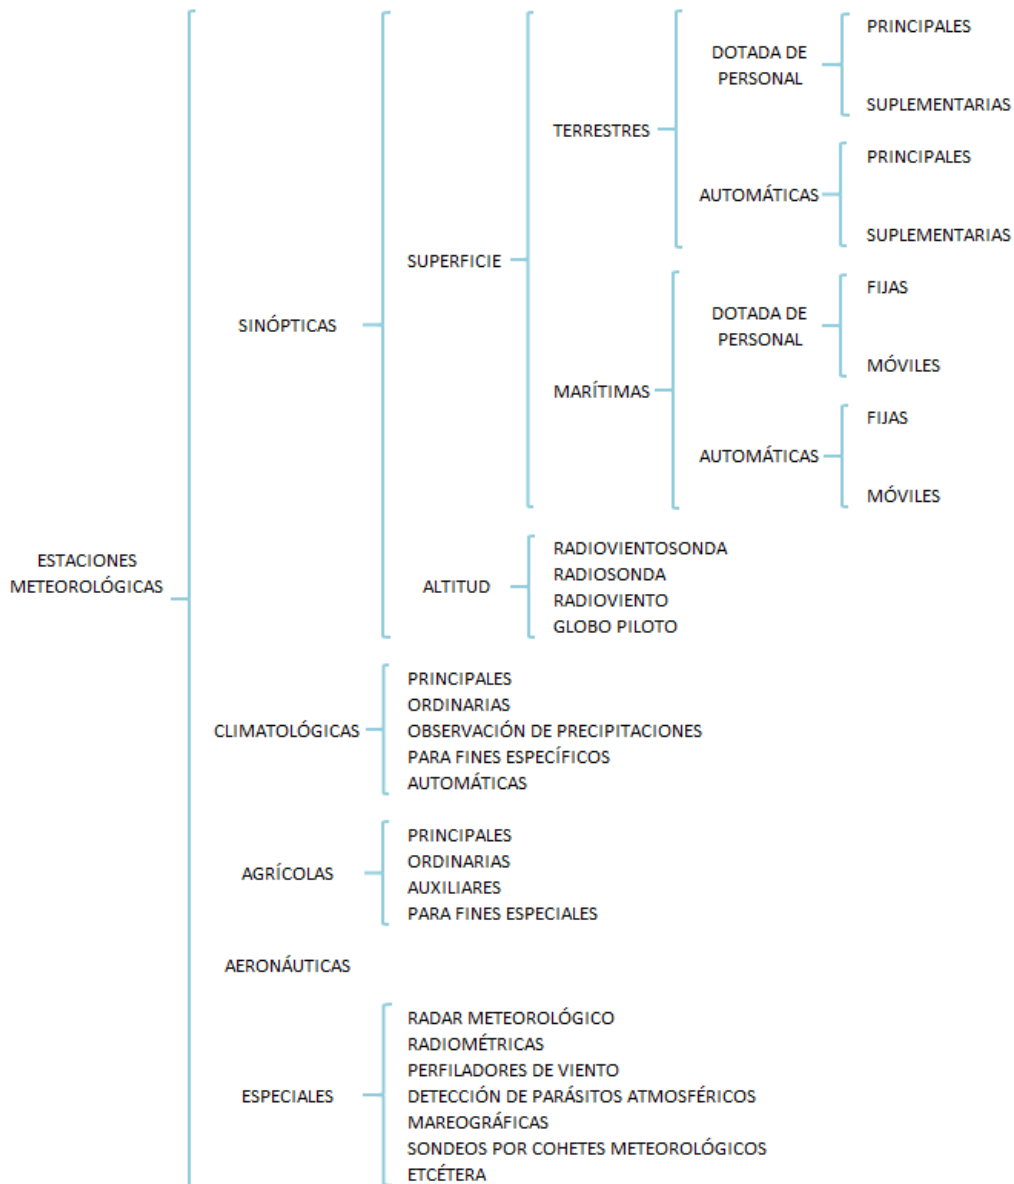 ESTACIONES
METEOROLÓGICAS
SINÓPTICAS
SUPERFICIE
TERRESTRES
DOTADA DE
PERSONAL
PRINCIPALES
SUPLEMENTARIAS
AUTOMÁTICAS
PRINCIPALES
SUPLEMENTARIAS
MARÍTIMAS
DOTADA DE
PERSONAL
FIJAS
MÓVILES
AUTOMÁTICAS
FIJAS
MÓVILES
ALTITUD
RADIOVIENTOSONDA
RADIOSONDA
RADIOVIENTO
GLOBO PILOTO
CLIMATOLÓGICAS
PRINCIPALES
ORDINARIAS
OBSERVACIÓN DE PRECIPITACIONES
PARA FINES ESPECÍFICOS
AUTOMÁTICAS
AGRÍCOLAS
PRINCIPALES
ORDINARIAS
AUXILIARES
PARA FINES ESPECIALES
AERONÁUTICAS
ESPECIALES
RADAR METEOROLÓGICO
RADIOMÉTRICAS
PERFILADORES DE VIENTO
DETECCIÓN DE PARÁSITOS ATMOSFÉRICOS
MAREOGRÁFICAS
SONDEOS POR COHETES METEOROLÓGICOS
ETCÉTERA